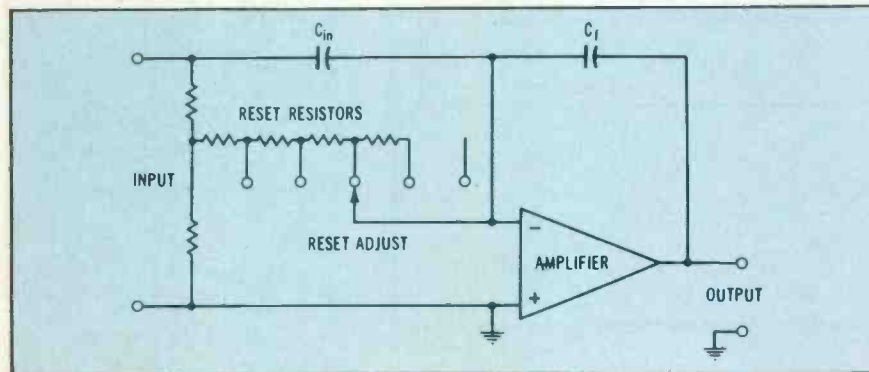 C_in C_f
RESET RESISTORS
INPUT
RESET ADJUST
−
AMPLIFIER
+
OUTPUT